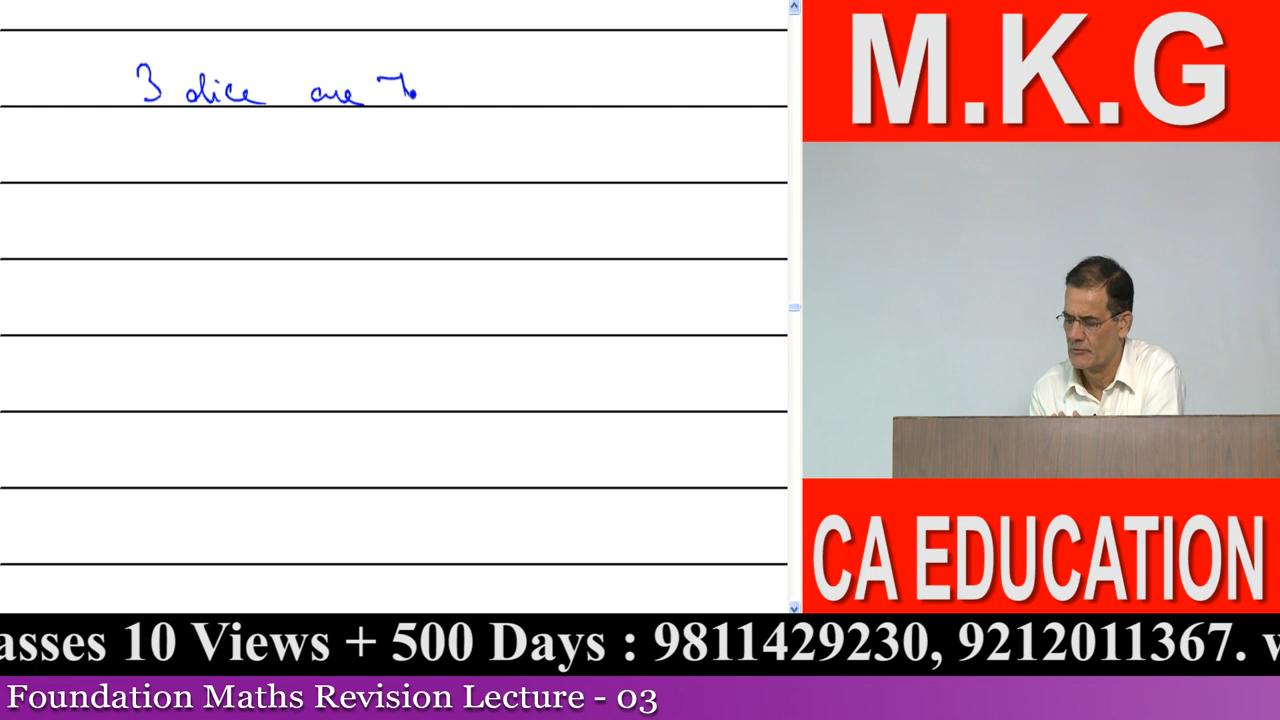 3 dice are
M.K.G
CA EDUCATION
asses 10 Views + 500 Days : 9811429230, 9212011367. w
Foundation Maths Revision Lecture - 03